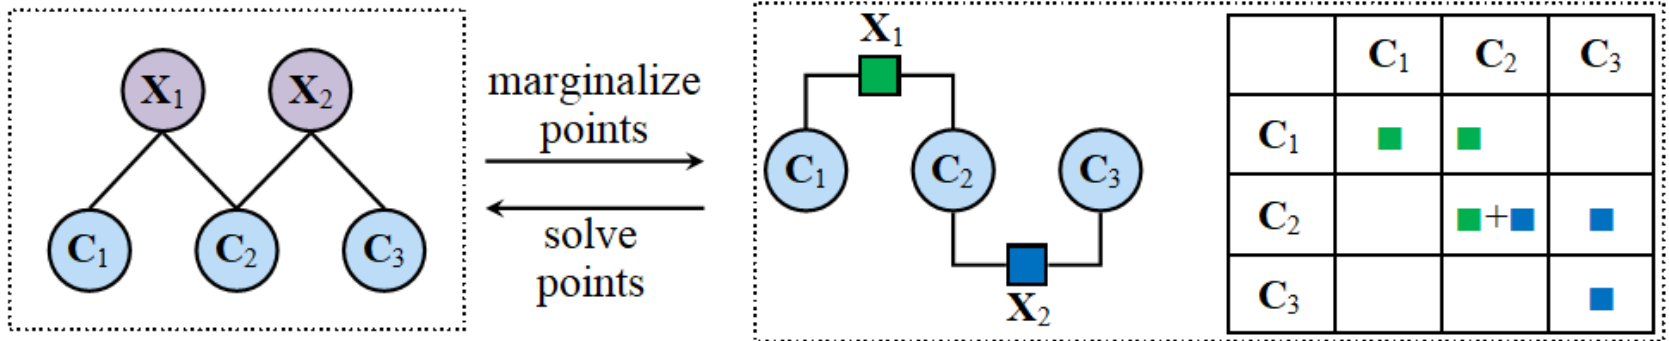 X₁ X₂
C₁ C₂ C₃
marginalize
points
solve
points
X₁
C₁ C₂ C₃
X₂
C₁ C₂ C₃
C₁
C₂ +
C₃